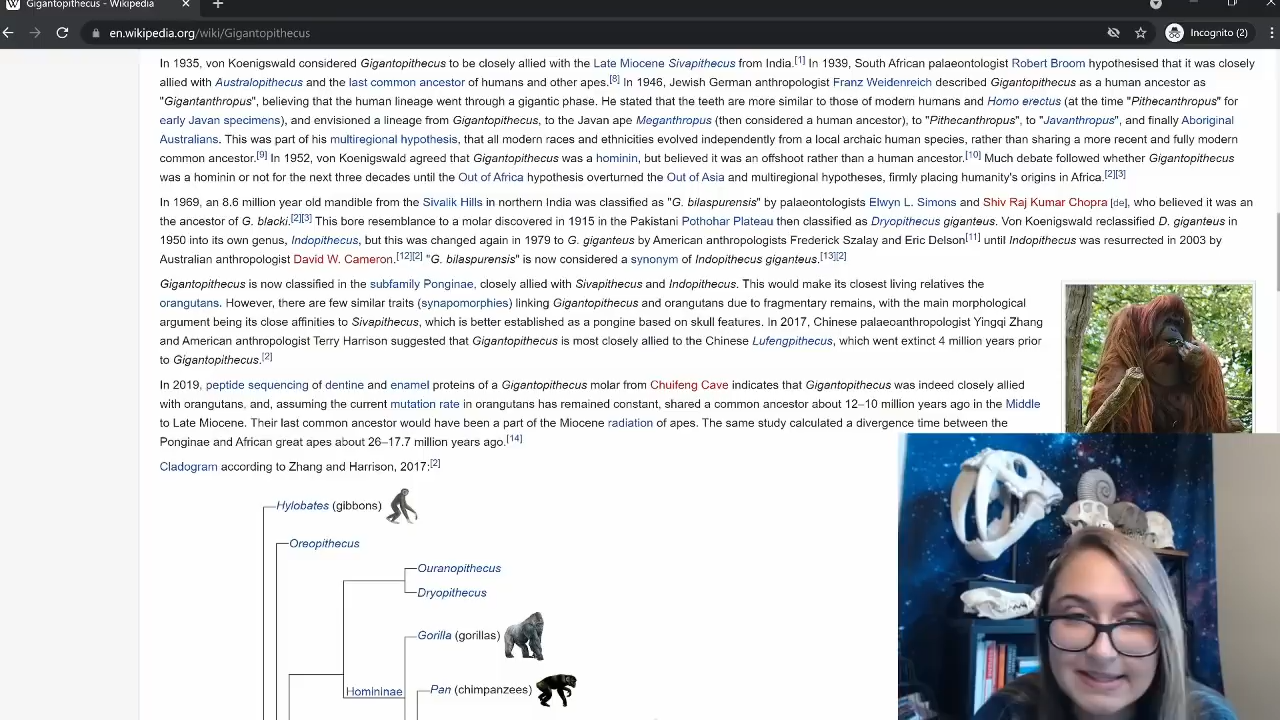 Gigantopithecus - Wikipedia
en.wikipedia.org/wiki/Gigantopithecus
Incognito (2)
In 1935, von Koenigswald considered Gigantopithecus to be closely allied with the Late Miocene Sivapithecus from India.[1] In 1939, South African palaeontologist Robert Broom hypothesised that it was closely
allied with Australopithecus and the last common ancestor of humans and other apes.[8] In 1946, Jewish German anthropologist Franz Weidenreich described Gigantopithecus as a human ancestor as
"Gigantanthropus", believing that the human lineage went through a gigantic phase. He stated that the teeth are more similar to those of modern humans and Homo erectus (at the time "Pithecanthropus" for
early Javan specimens), and envisioned a lineage from Gigantopithecus, to the Javan ape Meganthropus (then considered a human ancestor), to "Pithecanthropus", to "Javanthropus", and finally Aboriginal
Australians. This was part of his multiregional hypothesis, that all modern races and ethnicities evolved independently from a local archaic human species, rather than sharing a more recent and fully modern
common ancestor.[9] In 1952, von Koenigswald agreed that Gigantopithecus was a hominin, but believed it was an offshoot rather than a human ancestor.[10] Much debate followed whether Gigantopithecus
was a hominin or not for the next three decades until the Out of Africa hypothesis overturned the Out of Asia and multiregional hypotheses, firmly placing humanity's origins in Africa.[2][3]
In 1969, an 8.6 million year old mandible from the Sivalik Hills in northern India was classified as "G. bilaspurensis" by palaeontologists Elwyn L. Simons and Shiv Raj Kumar Chopra [de], who believed it was an
the ancestor of G. blacki.[2][3] This bore resemblance to a molar discovered in 1915 in the Pakistani Pothohar Plateau then classified as Dryopithecus giganteus. Von Koenigswald reclassified D. giganteus in
1950 into its own genus, Indopithecus, but this was changed again in 1979 to G. giganteus by American anthropologists Frederick Szalay and Eric Delson[11] until Indopithecus was resurrected in 2003 by
Australian anthropologist David W. Cameron.[12][2] "G. bilaspurensis" is now considered a synonym of Indopithecus giganteus.[13][2]
Gigantopithecus is now classified in the subfamily Ponginae, closely allied with Sivapithecus and Indopithecus. This would make its closest living relatives the
orangutans. However, there are few similar traits (synapomorphies) linking Gigantopithecus and orangutans due to fragmentary remains, with the main morphological
argument being its close affinities to Sivapithecus, which is better established as a pongine based on skull features. In 2017, Chinese palaeoanthropologist Yingqi Zhang
and American anthropologist Terry Harrison suggested that Gigantopithecus is most closely allied to the Chinese Lufengpithecus, which went extinct 4 million years prior
to Gigantopithecus.[2]
In 2019, peptide sequencing of dentine and enamel proteins of a Gigantopithecus molar from Chuifeng Cave indicates that Gigantopithecus was indeed closely allied
with orangutans, and, assuming the current mutation rate in orangutans has remained constant, shared a common ancestor about 12–10 million years ago in the Middle
to Late Miocene. Their last common ancestor would have been a part of the Miocene radiation of apes. The same study calculated a divergence time between the
Ponginae and African great apes about 26–17.7 million years ago.[14]
Cladogram according to Zhang and Harrison, 2017:[2]
Hylobates (gibbons)
Oreopithecus
Ouranopithecus
Dryopithecus
Gorilla (gorillas)
Homininae
Pan (chimpanzees)